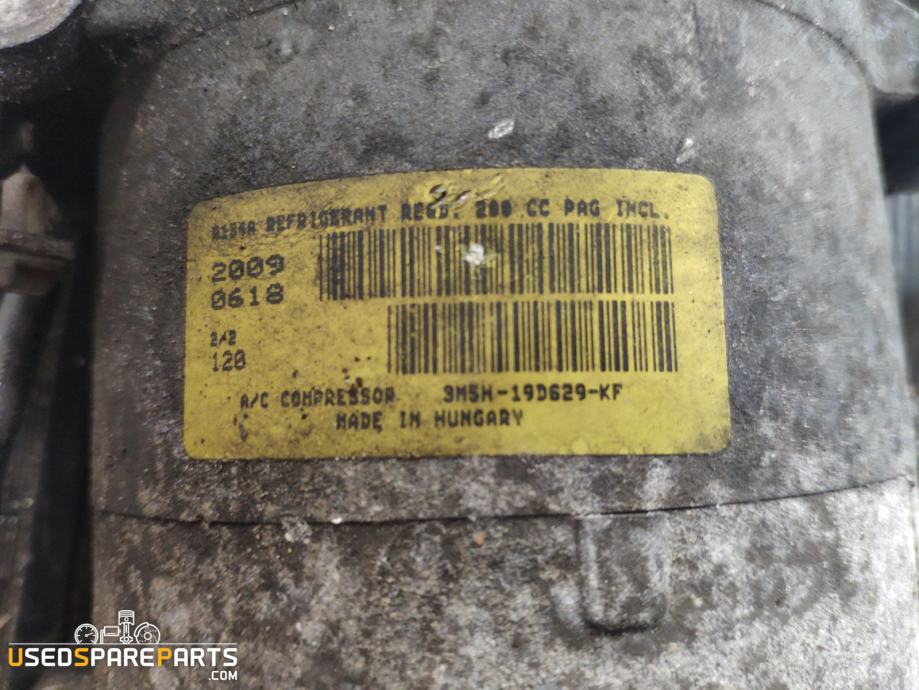 R134A REFRIGERANT REQD. 200 CC PAG INCL.
2009
0618
2/2
120
A/C COMPRESSOR 3M5H-19D629-KF
MADE IN HUNGARY
USEDSPAREPARTS
.COM